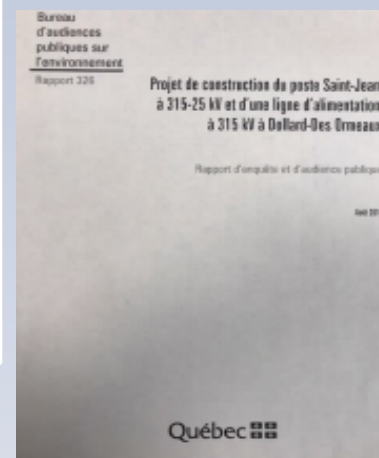 Bureau
d'audiences
publiques sur
l'environnement
Rapport 326
Projet de construction du poste Saint-Jean
à 315-25 kV et d'une ligne d'alimentation
à 315 kV à Dollard-Des Ormeaux
Rapport d'enquête et d'audience publique
Québec